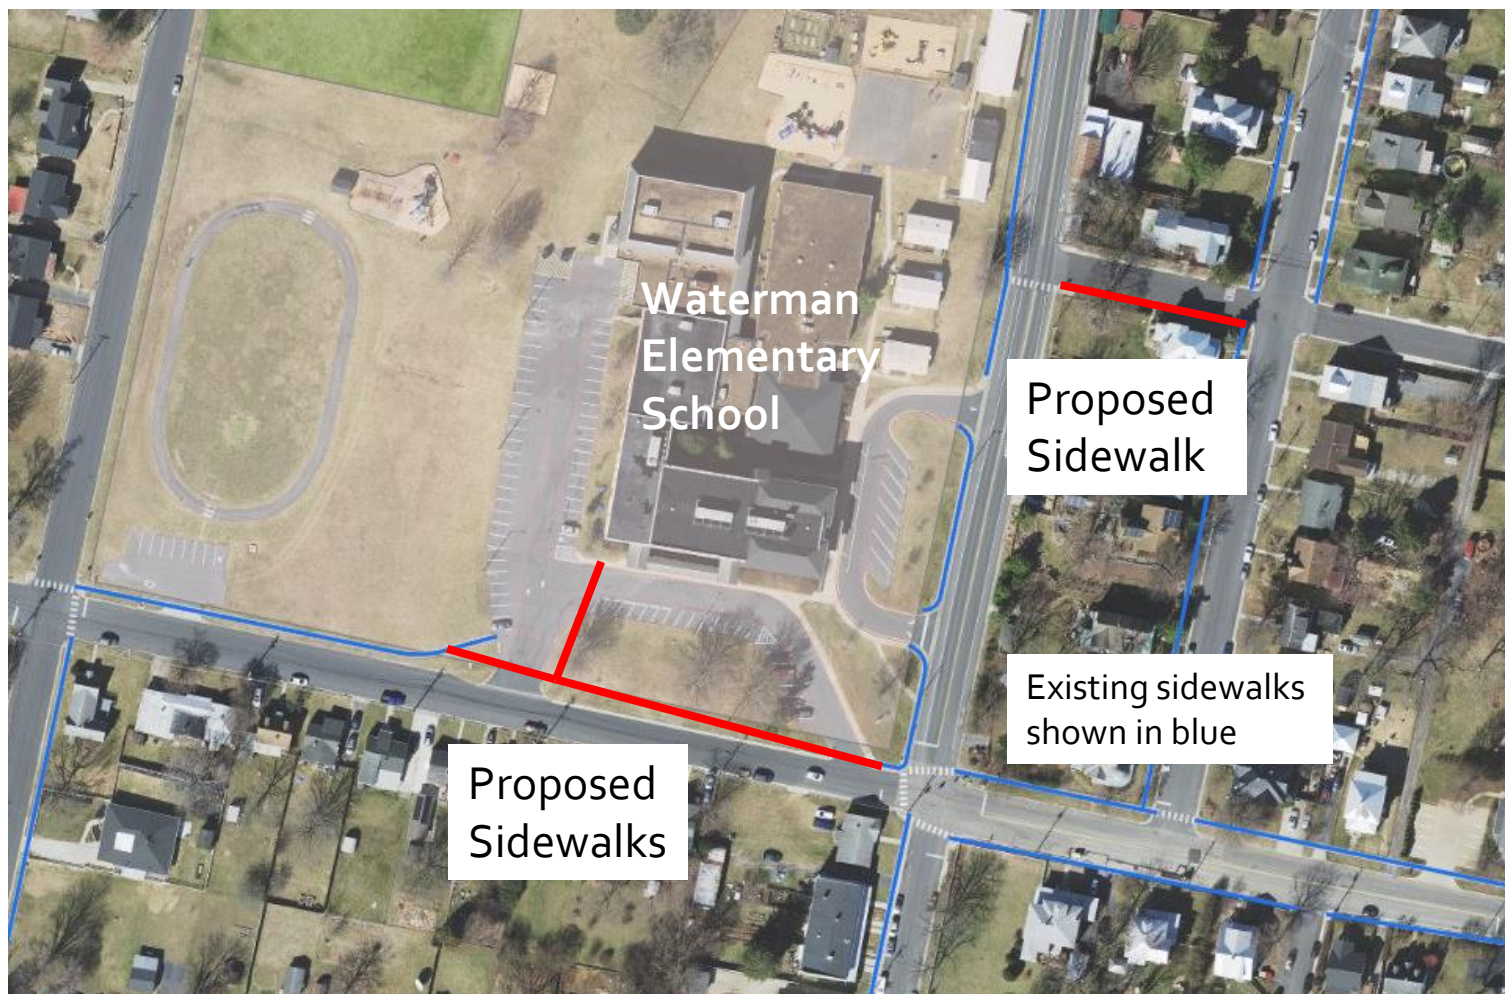 Waterman
Elementary
School
Proposed
Sidewalk
Existing sidewalks
shown in blue
Proposed
Sidewalks